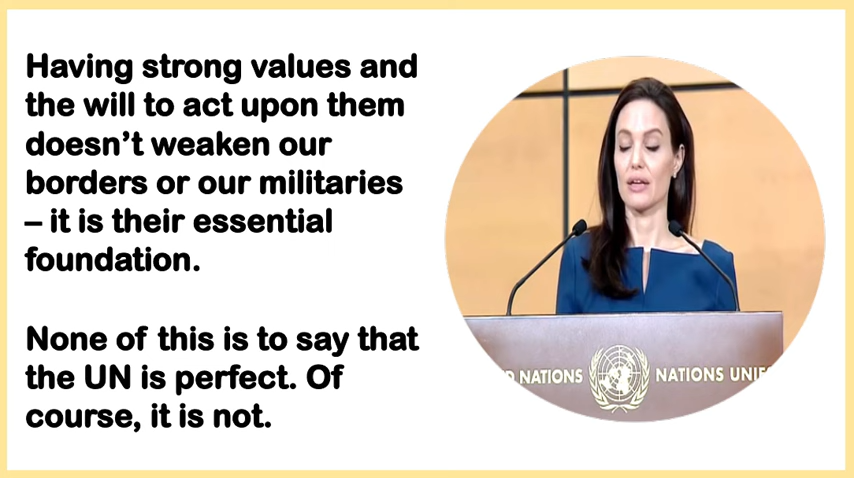 Having strong values and
the will to act upon them
doesn’t weaken our
borders or our militaries
– it is their essential
foundation.
None of this is to say that
the UN is perfect. Of
course, it is not.
D NATIONS
NATIONS UNIES